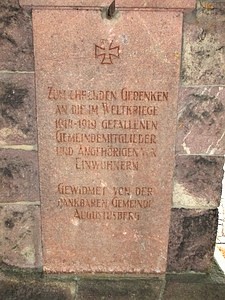 Zum ehrenden Gedenken
an die im Weltkriege
1914-1919 gefallenen
Gemeindemitglieder
und Angehörigen v.
Einwohnern
Gewidmet von der
dankbaren Gemeinde
Augustusberg